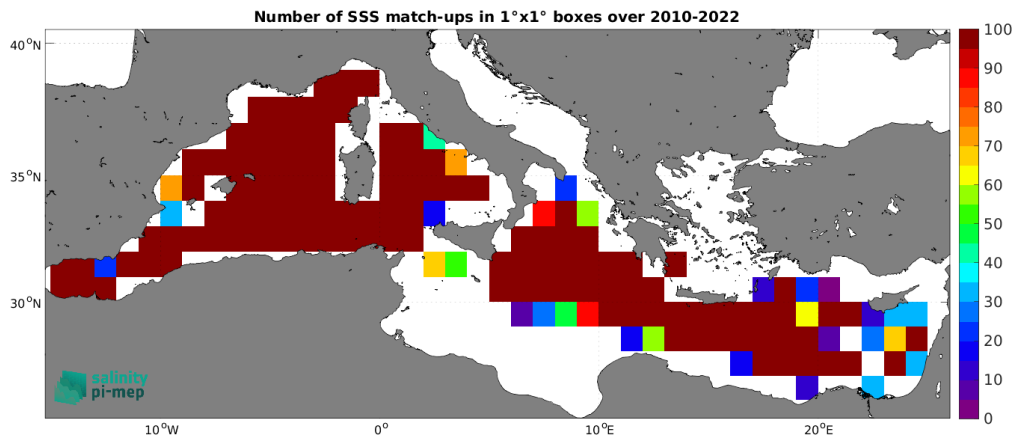 Number of SSS match-ups in 1°x1° boxes over 2010-2022
40°N
35°N
30°N
10°W
0°
10°E
20°E
100
90
80
70
60
50
40
30
20
10
0
salinity
pi-mep